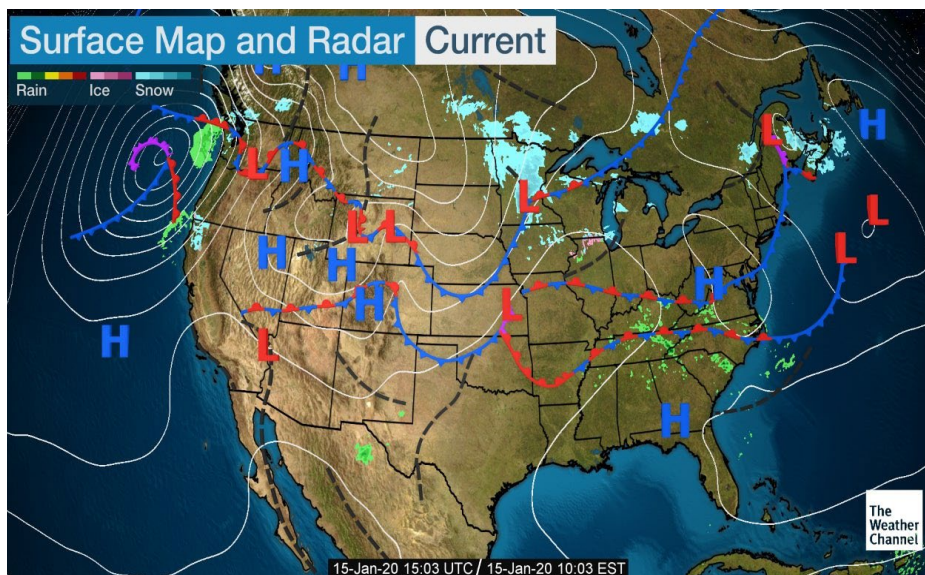 Surface Map and Radar Current
Rain Ice Snow
H H
L H
L L
H H H
L
L
H
H
L
L
H
L
L
H
H
The
Weather
Channel
15-Jan-20 15:03 UTC / 15-Jan-20 10:03 EST